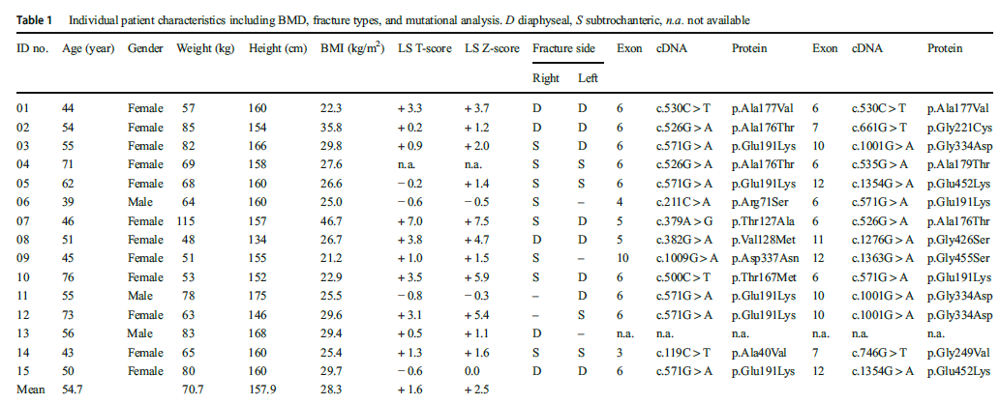 Table 1 Individual patient characteristics including BMD, fracture types, and mutational analysis. D diaphyseal, S subtrochanteric, n.a. not available
ID no. Age (year) Gender Weight (kg) Height (cm) BMI (kg/m²) LS T-score LS Z-score Fracture side Exon cDNA Protein Exon cDNA Protein
Right Left
01 44 Female 57 160 22.3 + 3.3 + 3.7 D D 6 c.530C > T p.Ala177Val 6 c.530C > T p.Ala177Val
02 54 Female 85 154 35.8 + 0.2 + 1.2 D D 6 c.526G > A p.Ala176Thr 7 c.661G > T p.Gly221Cys
03 55 Female 82 166 29.8 + 0.9 + 2.0 S D 6 c.571G > A p.Glu191Lys 10 c.1001G > A p.Gly334Asp
04 71 Female 69 158 27.6 n.a. n.a. S S 6 c.526G > A p.Ala176Thr 6 c.535G > A p.Ala179Thr
05 62 Female 68 160 26.6 − 0.2 + 1.4 S S 6 c.571G > A p.Glu191Lys 12 c.1354G > A p.Glu452Lys
06 39 Male 64 160 25.0 − 0.6 − 0.5 S – 4 c.211C > A p.Arg71Ser 6 c.571G > A p.Glu191Lys
07 46 Female 115 157 46.7 + 7.0 + 7.5 S D 5 c.379A > G p.Thr127Ala 6 c.526G > A p.Ala176Thr
08 51 Female 48 134 26.7 + 3.8 + 4.7 D D 5 c.382G > A p.Val128Met 11 c.1276G > A p.Gly426Ser
09 45 Female 51 155 21.2 + 1.0 + 1.5 S – 10 c.1009G > A p.Asp337Asn 12 c.1363G > A p.Gly455Ser
10 76 Female 53 152 22.9 + 3.5 + 5.9 S D 6 c.500C > T p.Thr167Met 6 c.571G > A p.Glu191Lys
11 55 Male 78 175 25.5 − 0.8 − 0.3 – D 6 c.571G > A p.Glu191Lys 10 c.1001G > A p.Gly334Asp
12 73 Female 63 146 29.6 + 3.1 + 5.4 – S 6 c.571G > A p.Glu191Lys 10 c.1001G > A p.Gly334Asp
13 56 Male 83 168 29.4 + 0.5 + 1.1 D – n.a. n.a. n.a. n.a. n.a. n.a.
14 43 Female 65 160 25.4 + 1.3 + 1.6 S S 3 c.119C > T p.Ala40Val 7 c.746G > T p.Gly249Val
15 50 Female 80 160 29.7 − 0.6 0.0 D D 6 c.571G > A p.Glu191Lys 12 c.1354G > A p.Glu452Lys
Mean 54.7 70.7 157.9 28.3 + 1.6 + 2.5